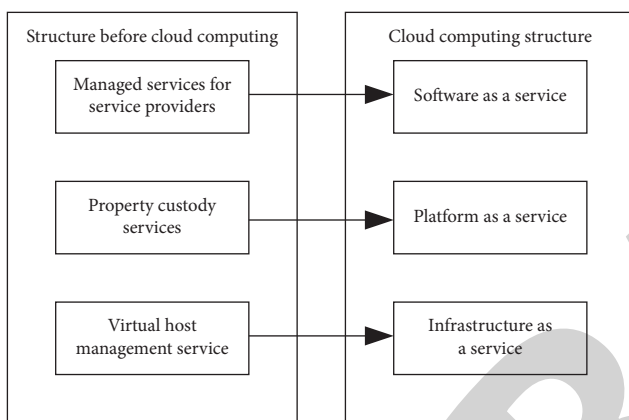 Structure before cloud computing
Managed services for
service providers
Property custody
services
Virtual host
management service
Cloud computing structure
Software as a service
Platform as a service
Infrastructure as
a service